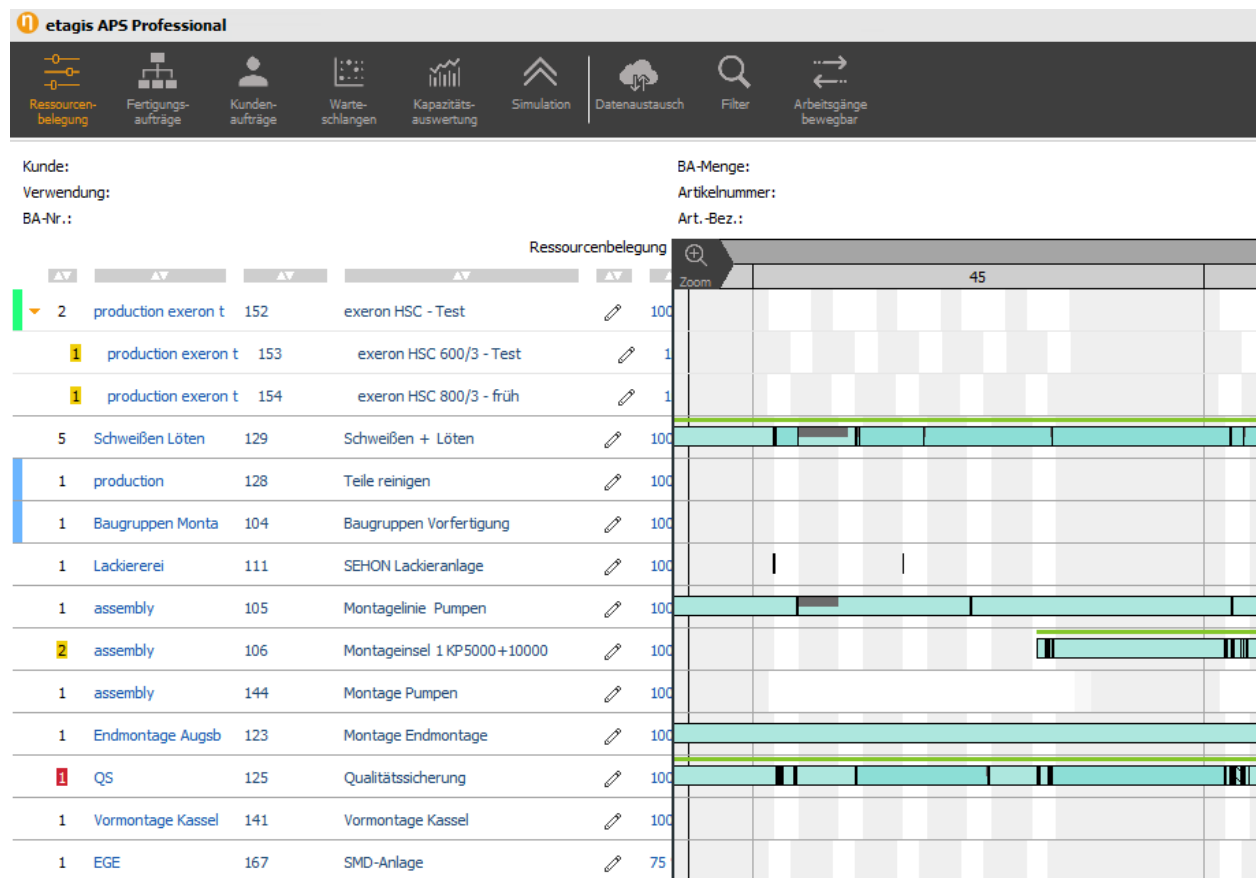 etagis APS Professional
Ressourcen-
belegung
Fertigungs-
aufträge
Kunden-
aufträge
Warte-
schlangen
Kapazitäts-
auswertung
Simulation
Datenaustausch
Filter
Arbeitsgänge
bewegbar
Kunde:
Verwendung:
BA-Nr.:
BA-Menge:
Artikelnummer:
Art.-Bez.:
Ressourcenbelegung
Zoom
45
2 production exeron t 152 exeron HSC - Test 100
1 production exeron t 153 exeron HSC 600/3 - Test 1
1 production exeron t 154 exeron HSC 800/3 - früh 1
5 Schweißen Löten 129 Schweißen + Löten 100
1 production 128 Teile reinigen 100
1 Baugruppen Monta 104 Baugruppen Vorfertigung 100
1 Lackiererei 111 SEHON Lackieranlage 100
1 assembly 105 Montagelinie Pumpen 100
2 assembly 106 Montageinsel 1 KP5000+10000 100
1 assembly 144 Montage Pumpen 100
1 Endmontage Augsb 123 Montage Endmontage 100
1 QS 125 Qualitätssicherung 100
1 Vormontage Kassel 141 Vormontage Kassel 100
1 EGE 167 SMD-Anlage 75